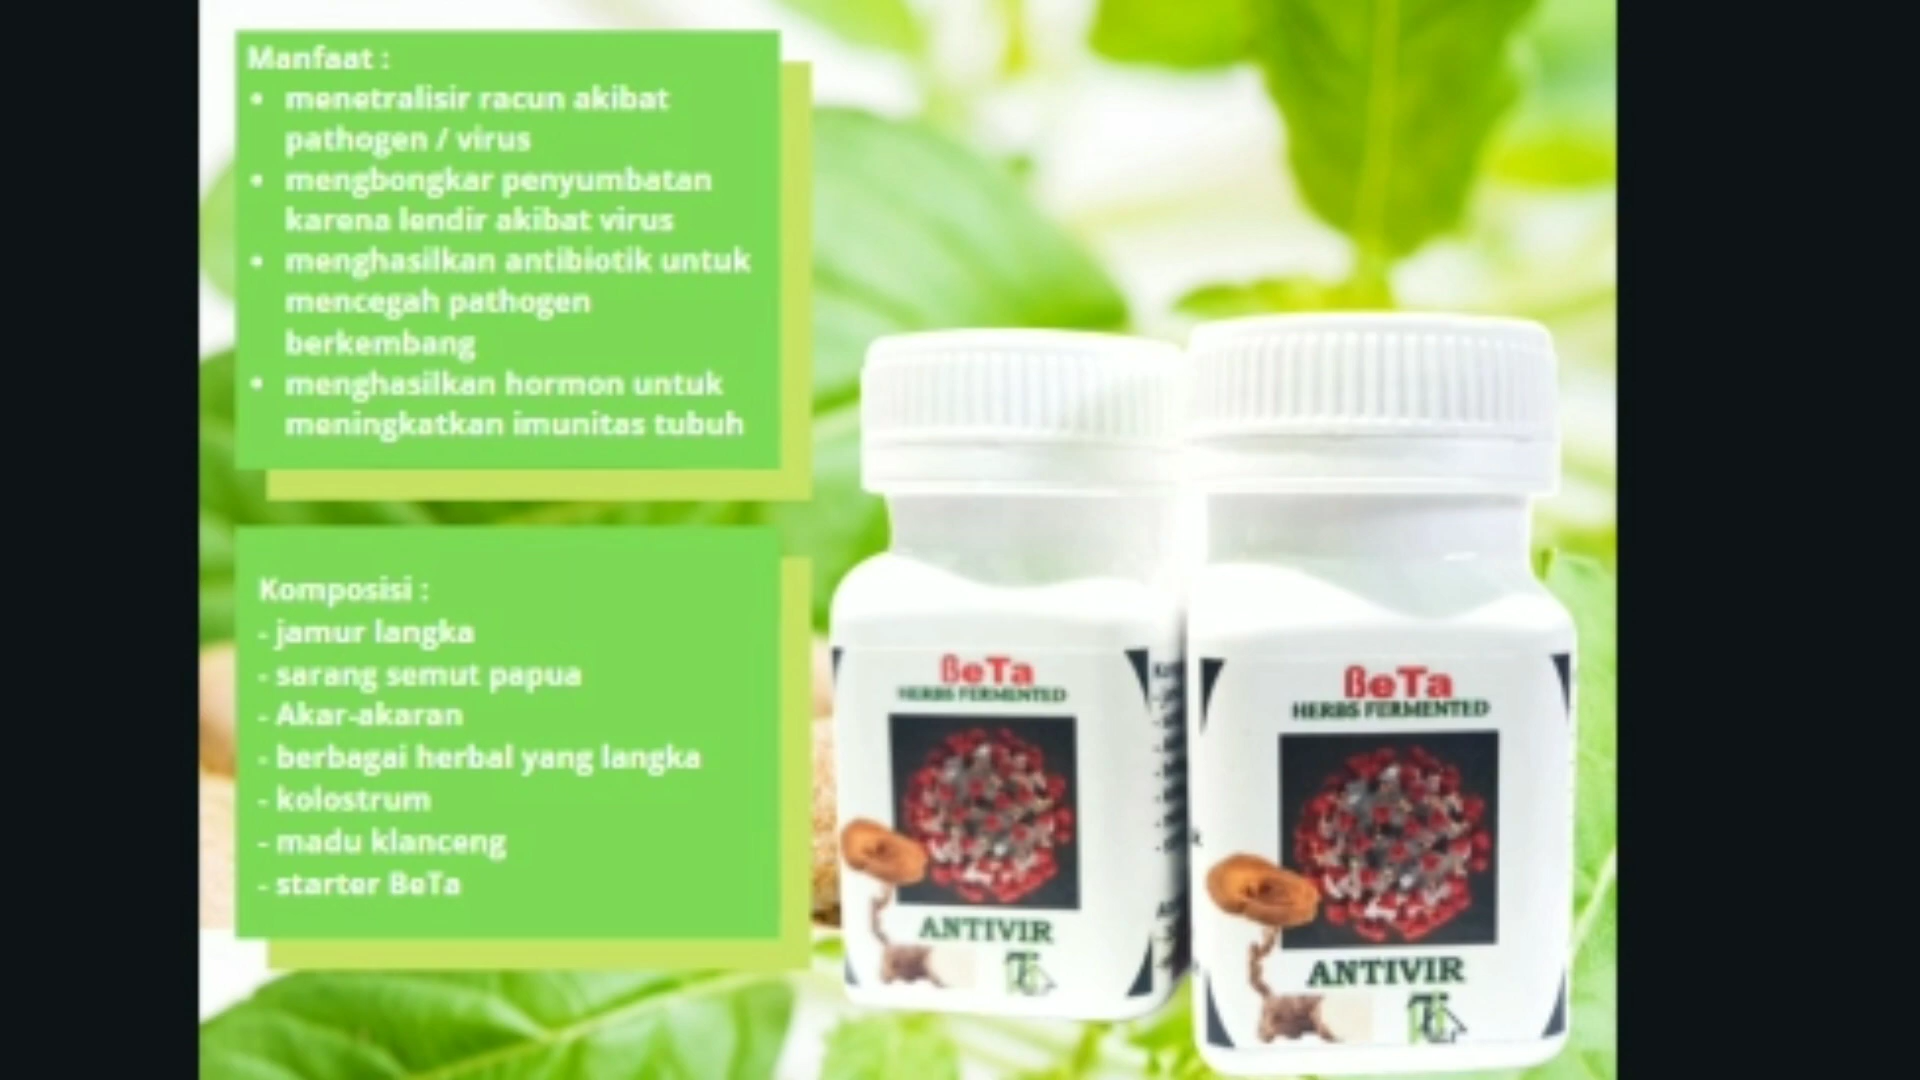 Manfaat :
• menetralisir racun akibat
pathogen / virus
• mengbongkar penyumbatan
karena lendir akibat virus
• menghasilkan antibiotik untuk
mencegah pathogen
berkembang
• menghasilkan hormon untuk
meningkatkan imunitas tubuh
Komposisi :
- jamur langka
- sarang semut papua
- Akar-akaran
- berbagai herbal yang langka
- kolostrum
- madu klanceng
- starter BeTa
ßeTa
HERBS FERMENTED
ANTIVIR
ßeTa
HERBS FERMENTED
ANTIVIR